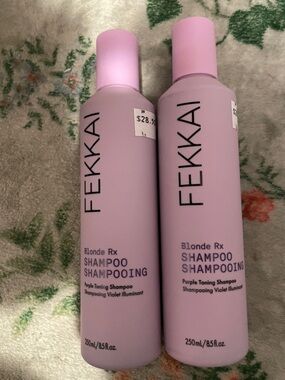 FEKKAI
$28.
Blonde Rx
SHAMPOO
SHAMPOOING
Purple Toning Shampoo
Shampooing Violet Illuminant
250mL/8.5fl.oz.
FEKKAI
Blonde Rx
SHAMPOO
SHAMPOOING
Purple Toning Shampoo
Shampooing Violet Illuminant
250mL/8.5fl.oz.